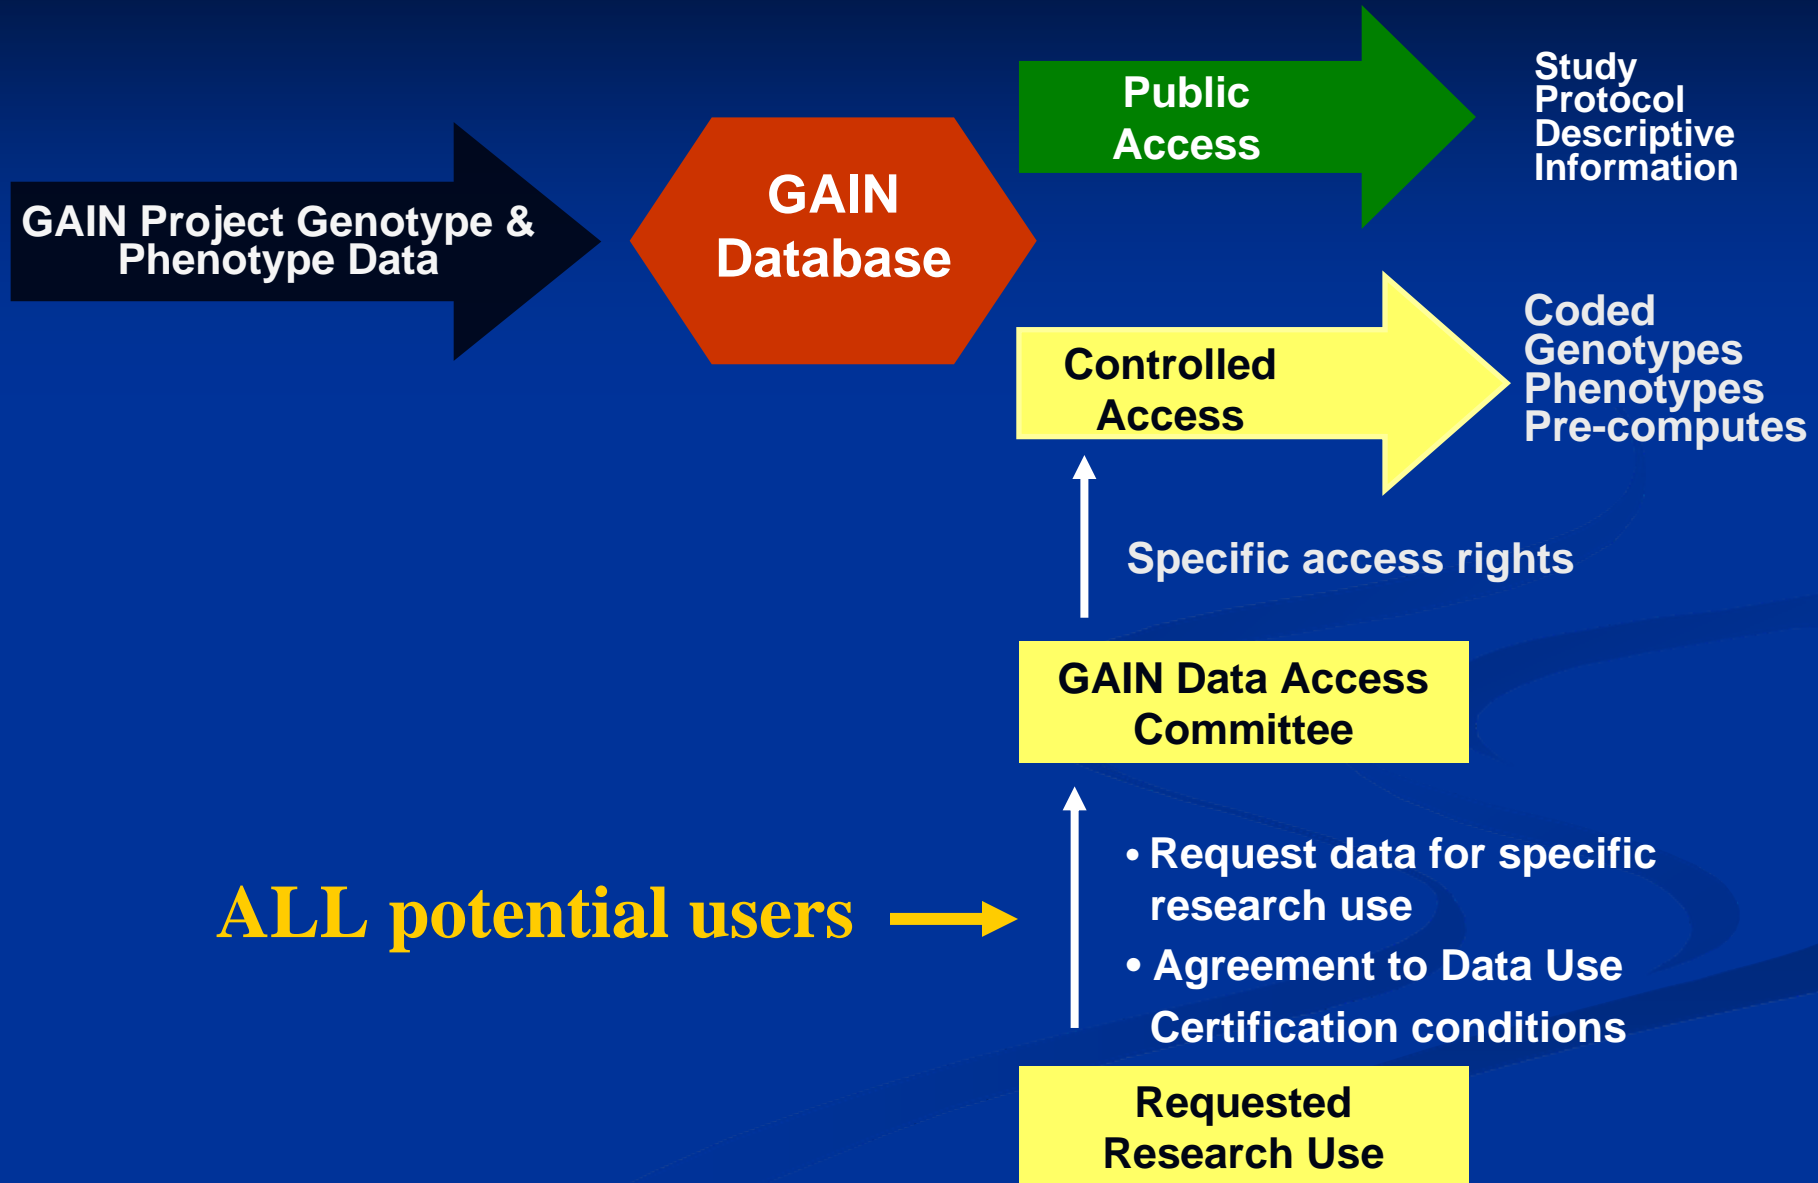 GAIN Project Genotype &
Phenotype Data
GAIN
Database
Public
Access
Study
Protocol
Descriptive
Information
Controlled
Access
Coded
Genotypes
Phenotypes
Pre-computes
Specific access rights
GAIN Data Access
Committee
ALL potential users
• Request data for specific
research use
• Agreement to Data Use
Certification conditions
Requested
Research Use